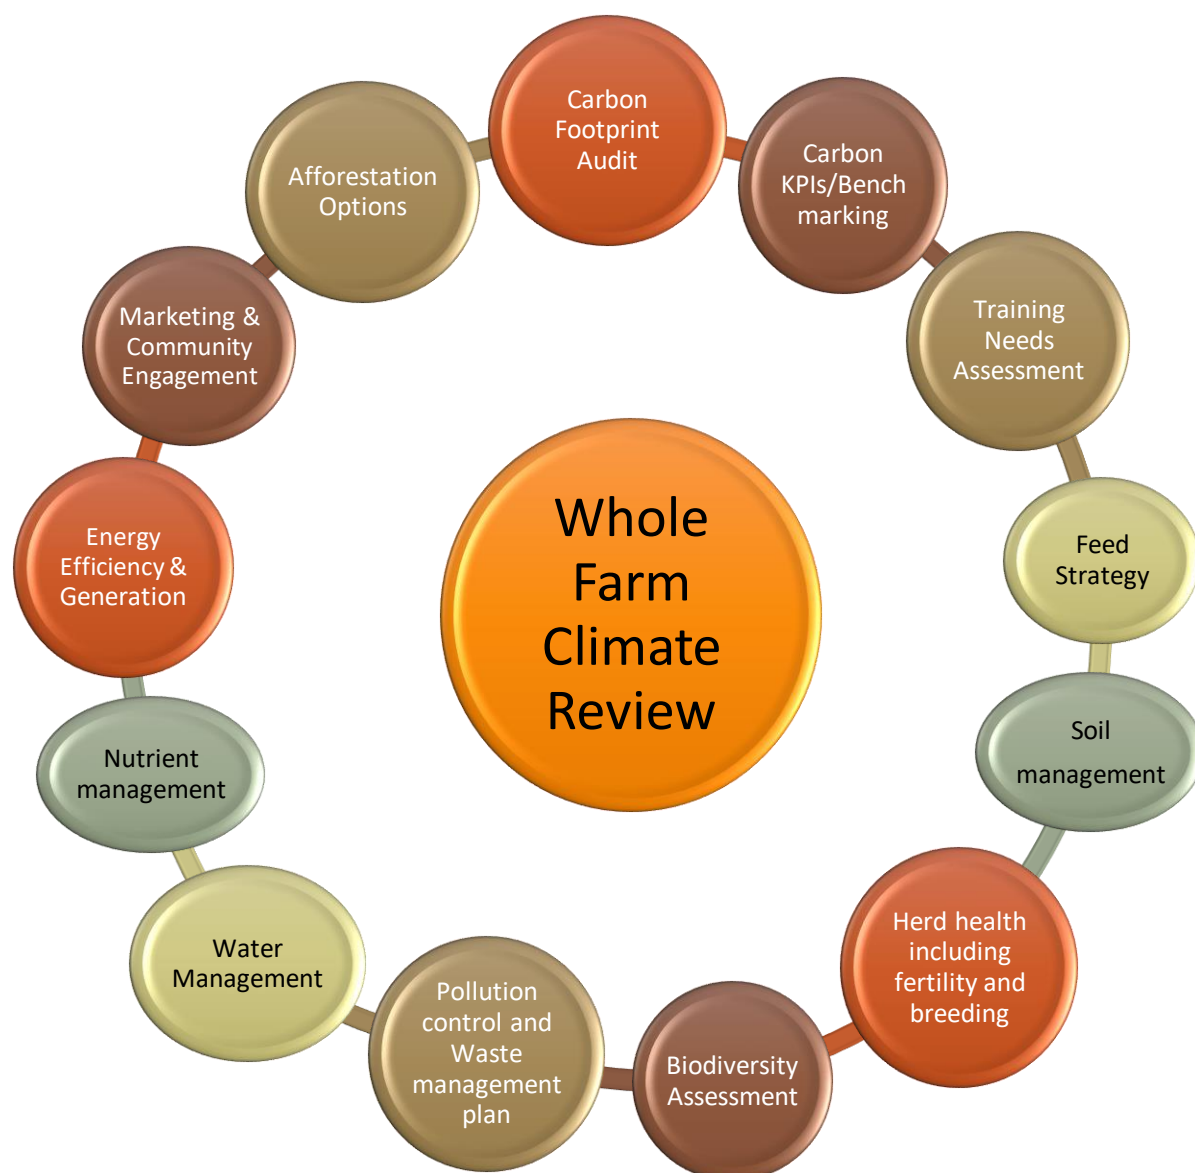 Carbon
Footprint
Audit
Carbon
KPIs/Bench
marking
Training
Needs
Assessment
Feed
Strategy
Soil
management
Herd health
including
fertility and
breeding
Biodiversity
Assessment
Pollution
control and
Waste
management
plan
Water
Management
Nutrient
management
Energy
Efficiency &
Generation
Marketing &
Community
Engagement
Afforestation
Options
Whole
Farm
Climate
Review